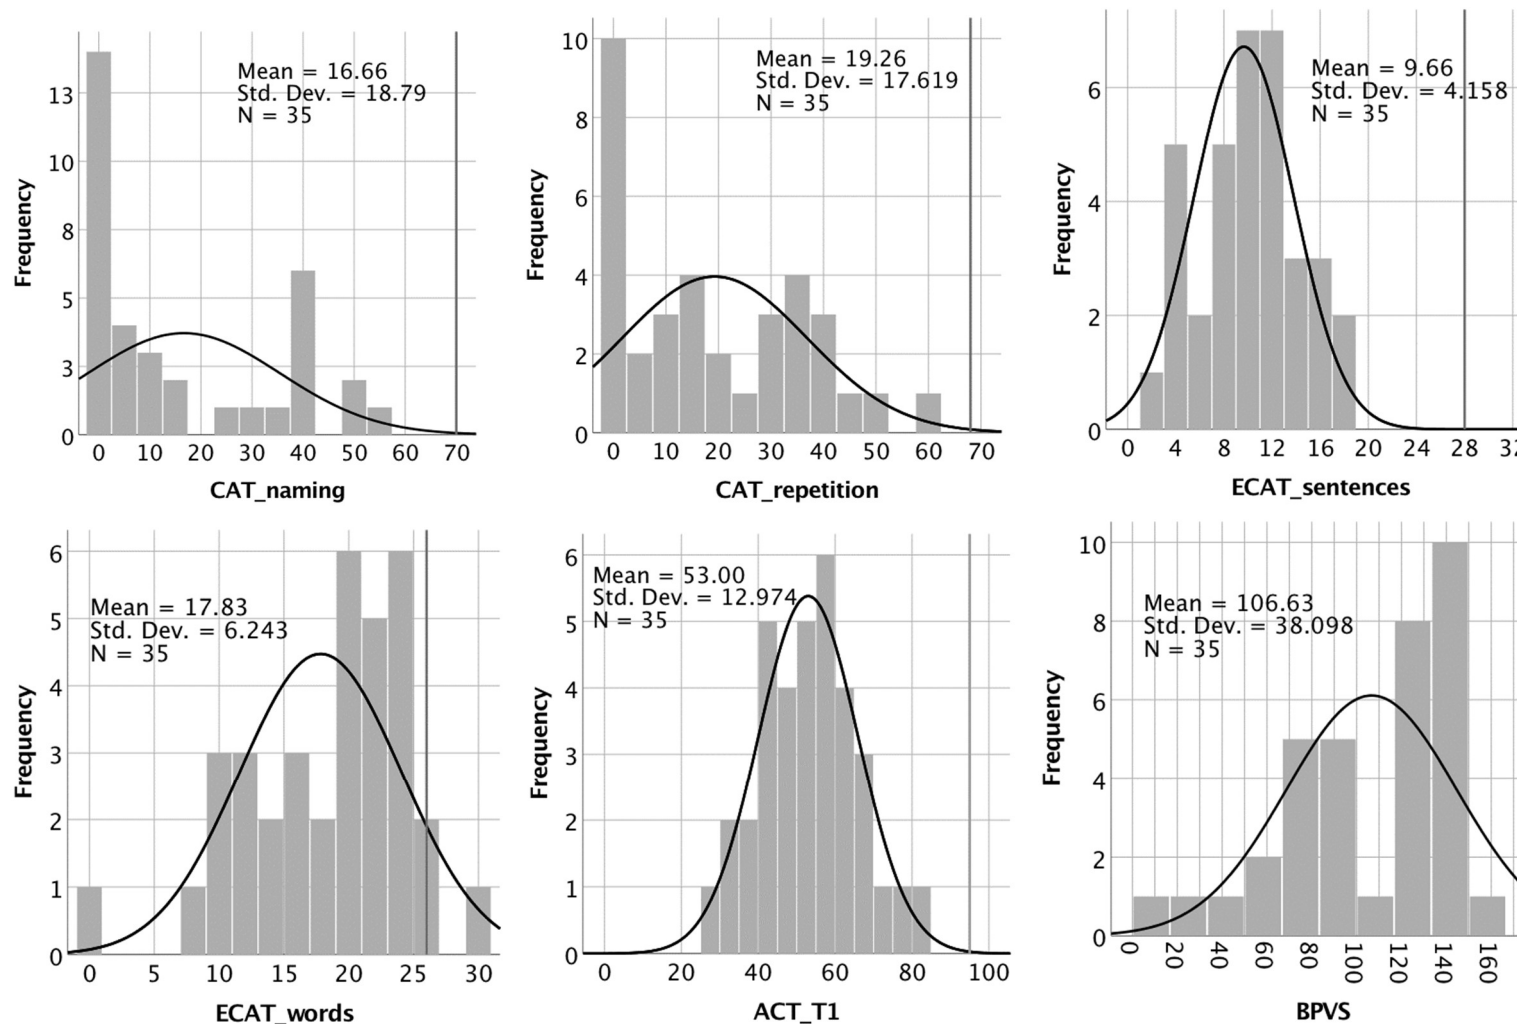 Mean = 16.66
Std. Dev. = 18.79
N = 35
Frequency
13
10
8
5
3
0
0 10 20 30 40 50 60 70
CAT_naming
Mean = 19.26
Std. Dev. = 17.619
N = 35
Frequency
10
8
6
4
2
0
0 10 20 30 40 50 60 70
CAT_repetition
Mean = 9.66
Std. Dev. = 4.158
N = 35
Frequency
6
4
2
0
0 4 8 12 16 20 24 28 32
ECAT_sentences
Mean = 17.83
Std. Dev. = 6.243
N = 35
Frequency
6
5
4
3
2
1
0
0 5 10 15 20 25 30
ECAT_words
Mean = 53.00
Std. Dev. = 12.974
N = 35
Frequency
6
5
4
3
2
1
0
0 20 40 60 80 100
ACT_T1
Mean = 106.63
Std. Dev. = 38.098
N = 35
Frequency
10
8
6
4
2
0
0 20 40 60 80 100 120 140 160
BPVS